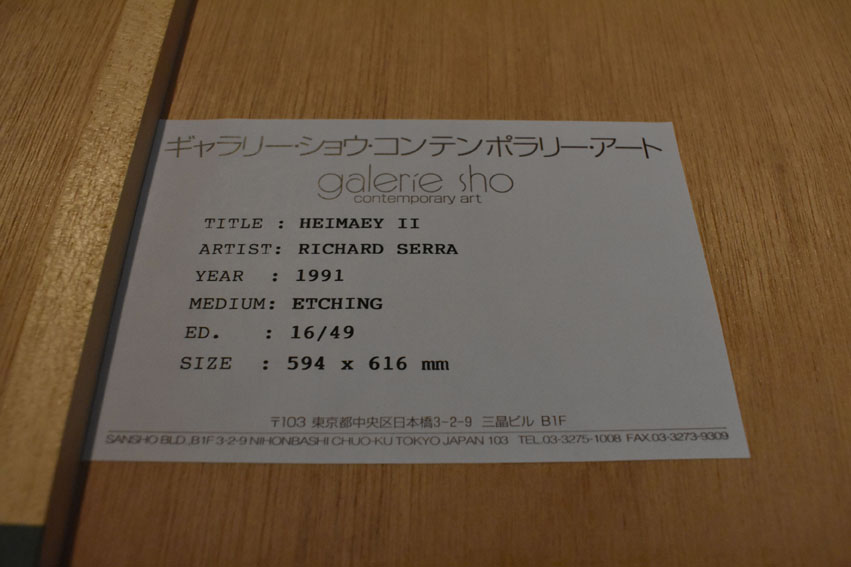 ギャラリー・ショウ・コンテンポラリー・アート
galerie sho
contemporary art
TITLE : HEIMAEY II
ARTIST: RICHARD SERRA
YEAR : 1991
MEDIUM: ETCHING
ED. : 16/49
SIZE : 594 x 616 mm
〒103 東京都中央区日本橋3-2-9 三晶ビル B1F
SANSHO BLD.,B1F 3-2-9 NIHONBASHI CHUO-KU TOKYO JAPAN 103 TEL.03-3275-1008 FAX.03-3273-9309